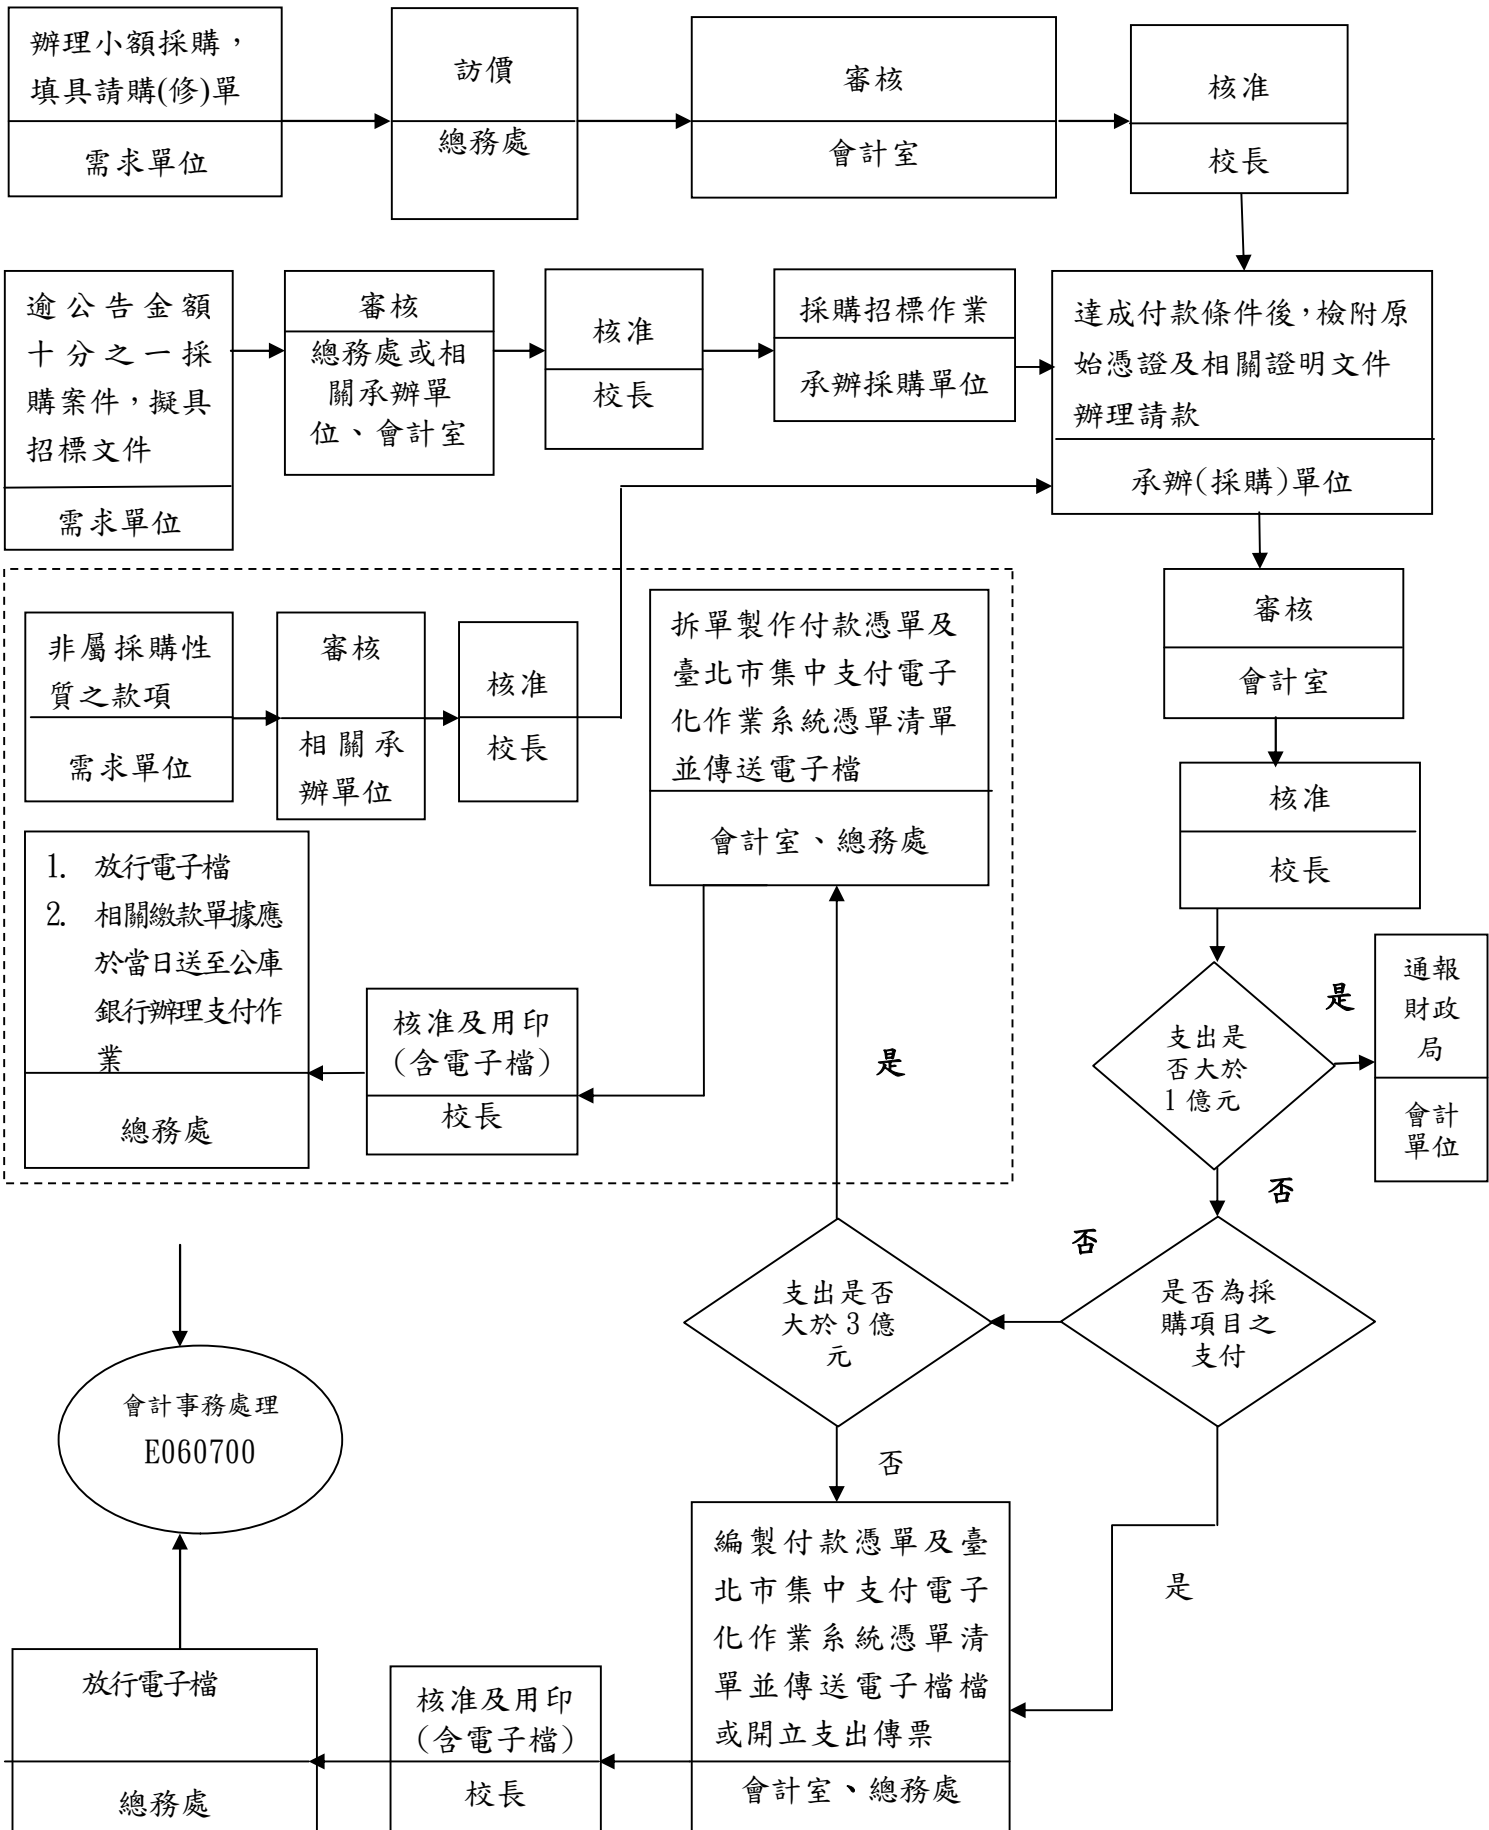 辦理小額採購，
填具請購(修)單
需求單位
訪價
總務處
審核
會計室
核准
校長
逾公告金額
十分之一採
購案件，擬具
招標文件
需求單位
審核
總務處或相
關承辦單
位、會計室
核准
校長
採購招標作業
承辦採購單位
達成付款條件後，檢附原
始憑證及相關證明文件
辦理請款
承辦(採購)單位
非屬採購性
質之款項
需求單位
審核
相關承
辦單位
核准
校長
拆單製作付款憑單及
臺北市集中支付電子
化作業系統憑單清單
並傳送電子檔
會計室、總務處
審核
會計室
核准
校長
1. 放行電子檔
2. 相關繳款單據應
於當日送至公庫
銀行辦理支付作
業
總務處
核准及用印
(含電子檔)
校長
是
支出是
否大於
1億元
是
通報
財政
局
會計
單位
否
否
支出是否
大於3億
元
是否為採
購項目之
支付
會計事務處理
E060700
否
是
編製付款憑單及臺
北市集中支付電子
化作業系統憑單清
單並傳送電子檔檔
或開立支出傳票
會計室、總務處
核准及用印
(含電子檔)
校長
放行電子檔
總務處